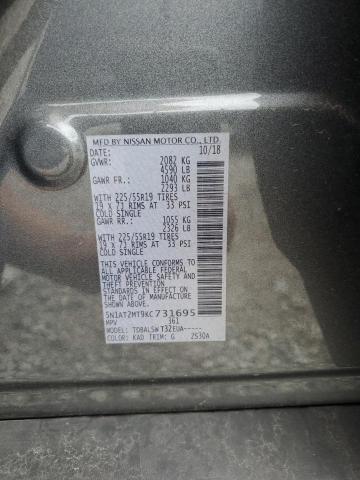 MFD BY NISSAN MOTOR CO., LTD.
DATE: 10/18
GVWR: 2082 KG
4590 LB
GAWR FR.: 1040 KG
2293 LB
WITH 225/55R19 TIRES
19 X 7J RIMS AT 33 PSI
COLD SINGLE
GAWR RR.: 1055 KG
2326 LB
WITH 225/55R19 TIRES
19 X 7J RIMS AT 33 PSI
COLD SINGLE
THIS VEHICLE CONFORMS TO
ALL APPLICABLE FEDERAL
MOTOR VEHICLE SAFETY AND
BUMPER STANDARDS IN EFFECT
ON THE DATE OF MANUFACTURE
SHOWN ABOVE.
5N1AT2MT9KC731695
MPV 361
MODEL: TDBALSW T32EUA-----
COLOR: KAD TRIM: G 2S30A